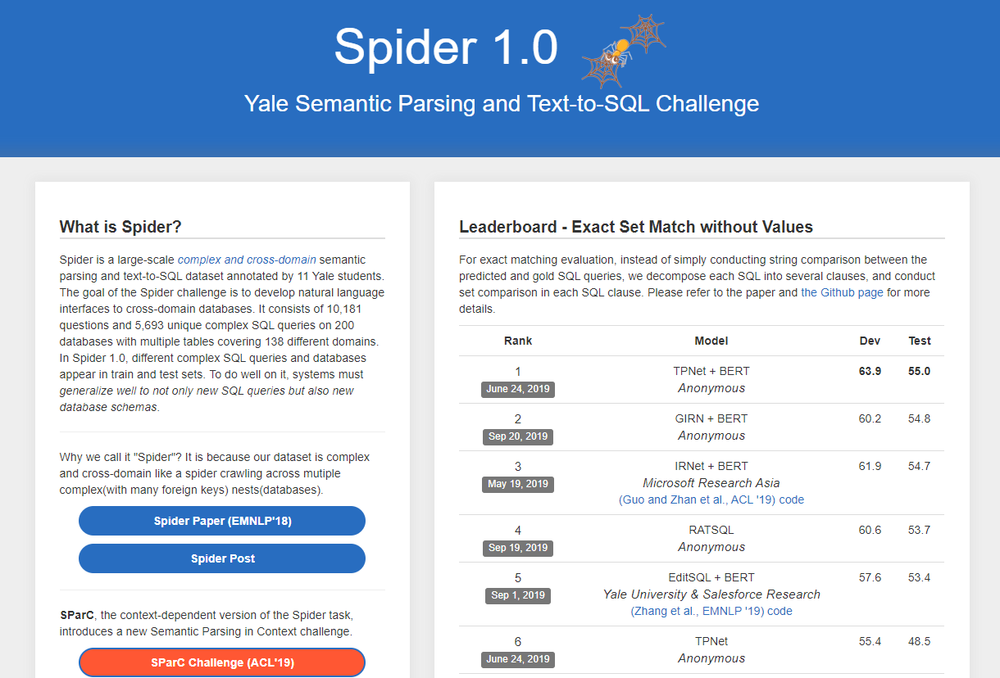 Spider 1.0
Yale Semantic Parsing and Text-to-SQL Challenge
What is Spider?
Spider is a large-scale complex and cross-domain semantic
parsing and text-to-SQL dataset annotated by 11 Yale students.
The goal of the Spider challenge is to develop natural language
interfaces to cross-domain databases. It consists of 10,181
questions and 5,693 unique complex SQL queries on 200
databases with multiple tables covering 138 different domains.
In Spider 1.0, different complex SQL queries and databases
appear in train and test sets. To do well on it, systems must
generalize well to not only new SQL queries but also new
database schemas.
Why we call it "Spider"? It is because our dataset is complex
and cross-domain like a spider crawling across mutiple
complex(with many foreign keys) nests(databases).
Spider Paper (EMNLP'18)
Spider Post
SParC, the context-dependent version of the Spider task,
introduces a new Semantic Parsing in Context challenge.
SParC Challenge (ACL'19)
Leaderboard - Exact Set Match without Values
For exact matching evaluation, instead of simply conducting string comparison between the
predicted and gold SQL queries, we decompose each SQL into several clauses, and conduct
set comparison in each SQL clause. Please refer to the paper and the Github page for more
details.
Rank Model Dev Test
1 TPNet + BERT 63.9 55.0
June 24, 2019 Anonymous
2 GIRN + BERT 60.2 54.8
Sep 20, 2019 Anonymous
3 IRNet + BERT 61.9 54.7
May 19, 2019 Microsoft Research Asia
(Guo and Zhan et al., ACL '19) code
4 RATSQL 60.6 53.7
Sep 19, 2019 Anonymous
5 EditSQL + BERT 57.6 53.4
Sep 1, 2019 Yale University & Salesforce Research
(Zhang et al., EMNLP '19) code
6 TPNet 55.4 48.5
June 24, 2019 Anonymous